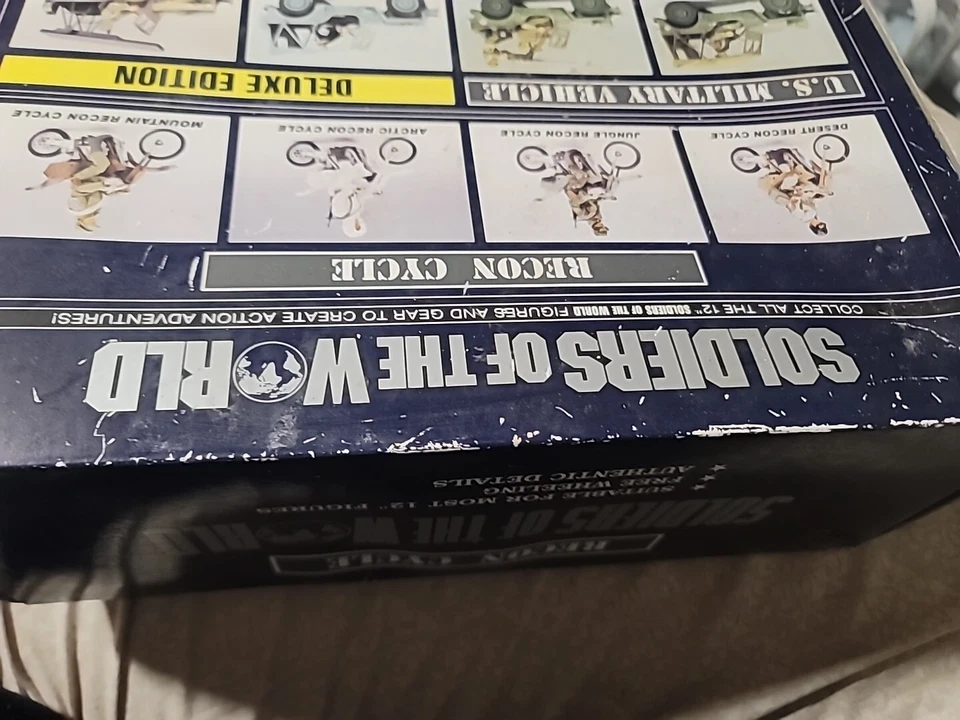 RECON CYCLE
SOLDIERS OF THE WORLD
★ SUITABLE FOR MOST 12" FIGURES
★ FREE WHEELING
★ AUTHENTIC DETAILS
SOLDIERS OF THE WORLD
COLLECT ALL THE 12" SOLDIERS OF THE WORLD FIGURES AND GEAR TO CREATE ACTION ADVENTURES!
RECON CYCLE
DESERT RECON CYCLE
JUNGLE RECON CYCLE
ARCTIC RECON CYCLE
MOUNTAIN RECON CYCLE
U.S. MILITARY VEHICLE
DELUXE EDITION